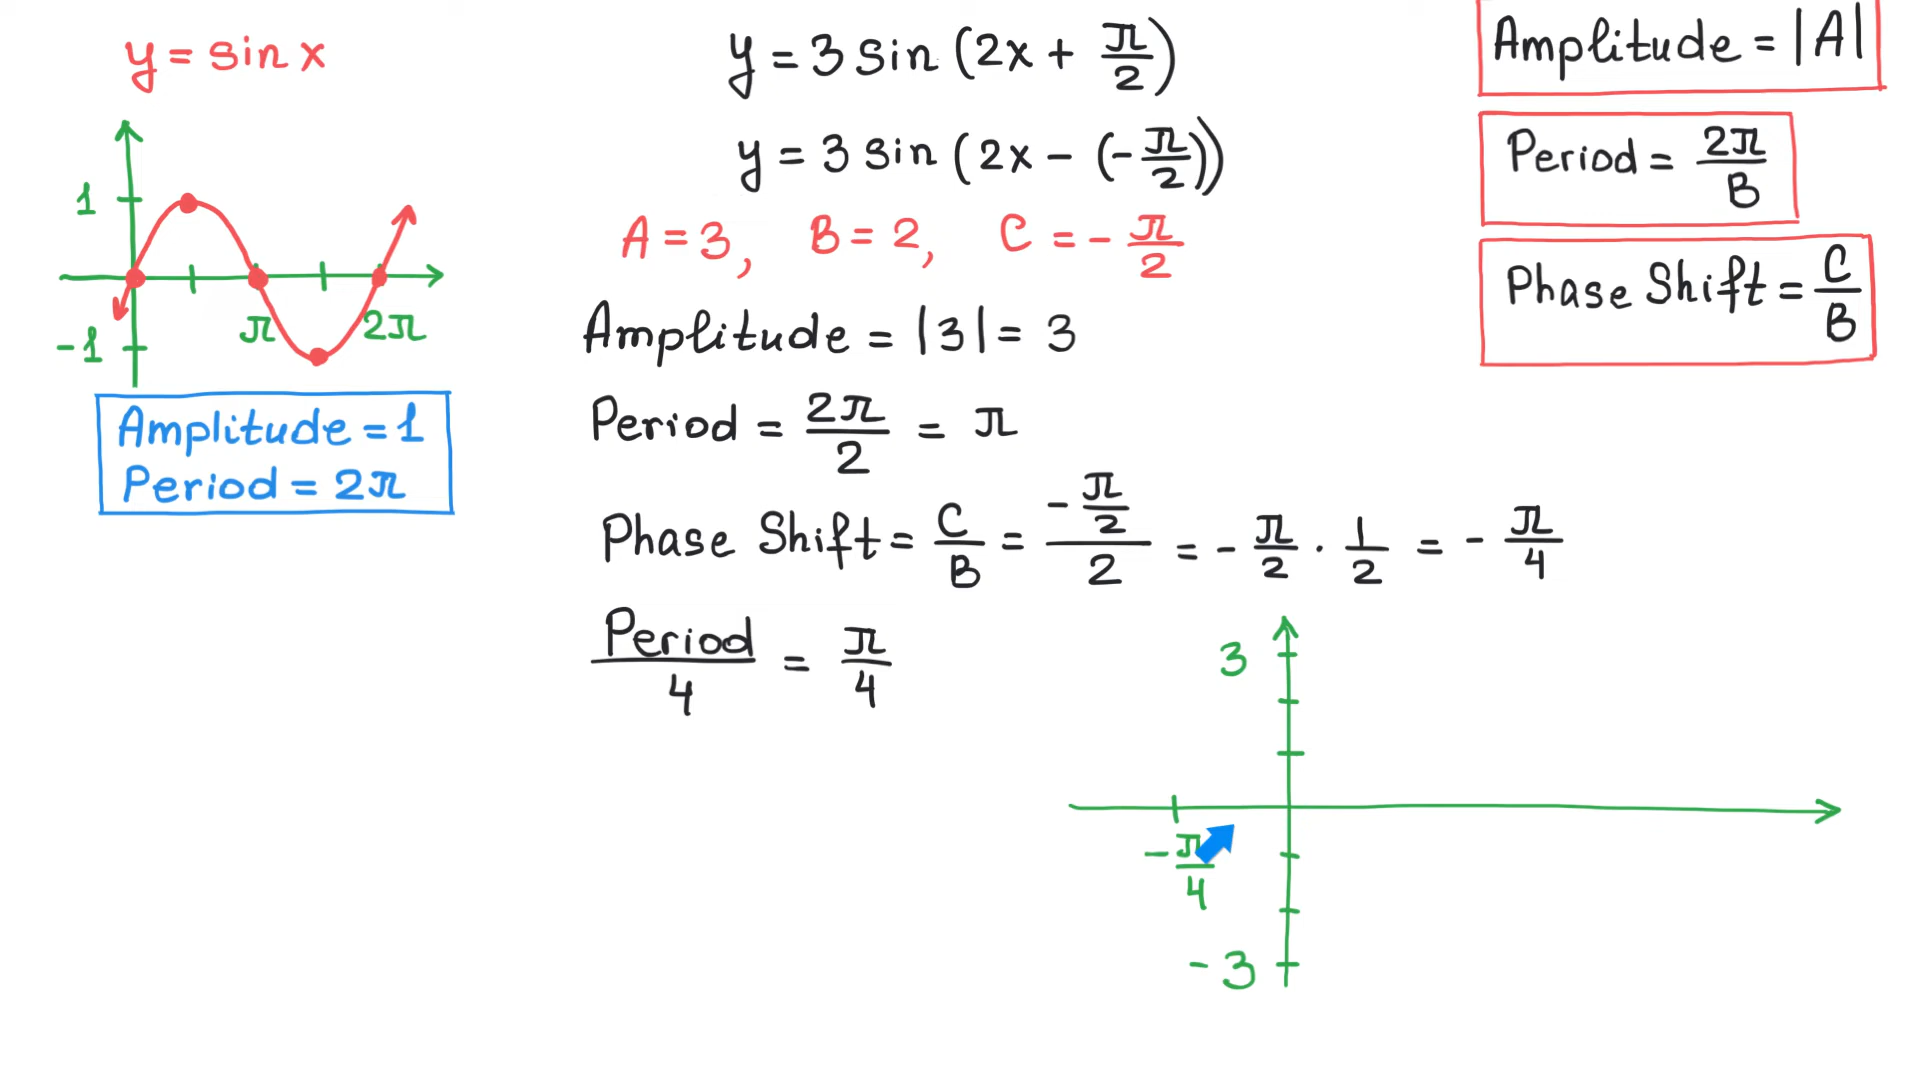 y = sin x
1
-1
π
2π
Amplitude = 1
Period = 2π
y = 3 sin (2x + π/2)
y = 3 sin (2x - (-π/2))
A = 3, B = 2, C = -π/2
Amplitude = |3| = 3
Period = 2π/2 = π
Phase Shift = C/B = (-π/2)/2 = -π/2 · 1/2 = -π/4
Period/4 = π/4
Amplitude = |A|
Period = 2π/B
Phase Shift = C/B
3
-π/4
-3